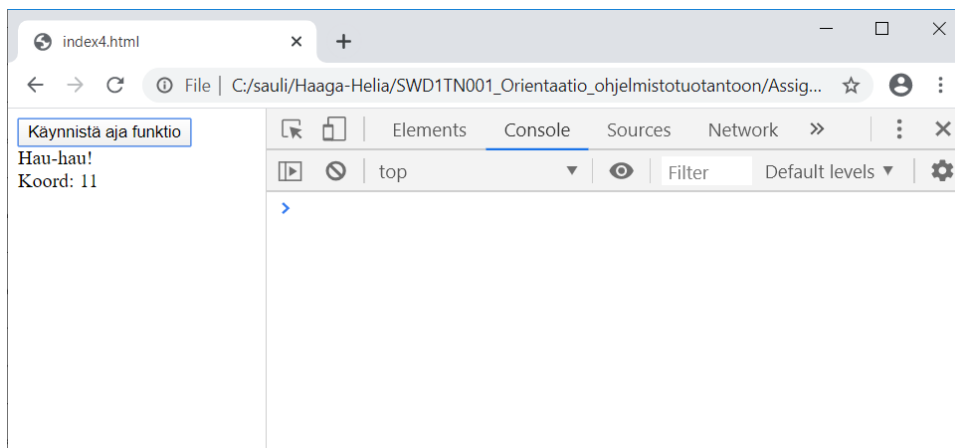 index4.html
File | C:/sauli/Haaga-Helia/SWD1TN001_Orientaatio_ohjelmistotuotantoon/Assig...
Käynnistä aja funktio
Hau-hau!
Koord: 11
Elements Console Sources Network »
top Filter Default levels ▼
>